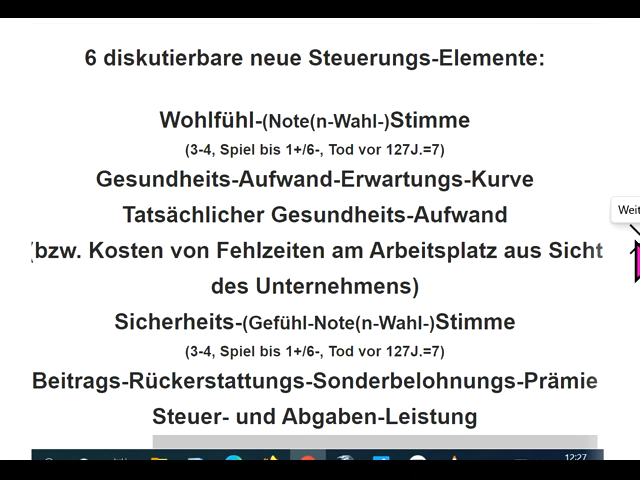 6 diskutierbare neue Steuerungs-Elemente:
Wohlfühl-(Note(n-Wahl-)Stimme
(3-4, Spiel bis 1+/6-, Tod vor 127J.=7)
Gesundheits-Aufwand-Erwartungs-Kurve
Tatsächlicher Gesundheits-Aufwand
Weit
(bzw. Kosten von Fehlzeiten am Arbeitsplatz aus Sicht
des Unternehmens)
Sicherheits-(Gefühl-Note(n-Wahl-)Stimme
(3-4, Spiel bis 1+/6-, Tod vor 127J.=7)
Beitrags-Rückerstattungs-Sonderbelohnungs-Prämie
Steuer- und Abgaben-Leistung
12:27